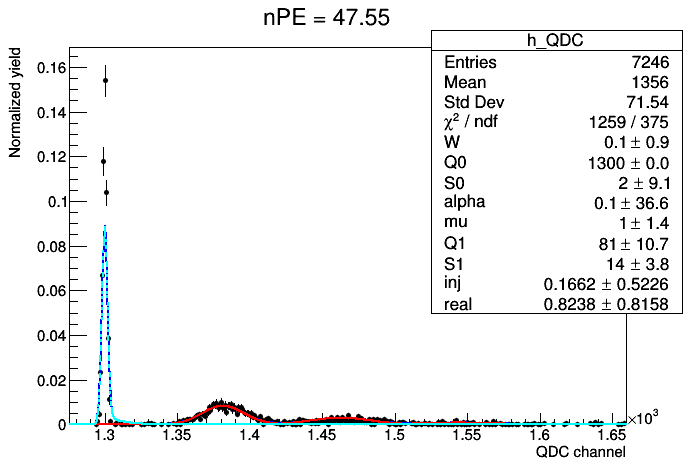 nPE = 47.55
Normalized yield
h_QDC
Entries 7246
Mean 1356
Std Dev 71.54
χ² / ndf 1259 / 375
W 0.1 ± 0.9
Q0 1300 ± 0.0
S0 2 ± 9.1
alpha 0.1 ± 36.6
mu 1 ± 1.4
Q1 81 ± 10.7
S1 14 ± 3.8
inj 0.1662 ± 0.5226
real 0.8238 ± 0.8158
0.16
0.14
0.12
0.1
0.08
0.06
0.04
0.02
0
1.3 1.35 1.4 1.45 1.5 1.55 1.6 1.65 ×10³
QDC channel